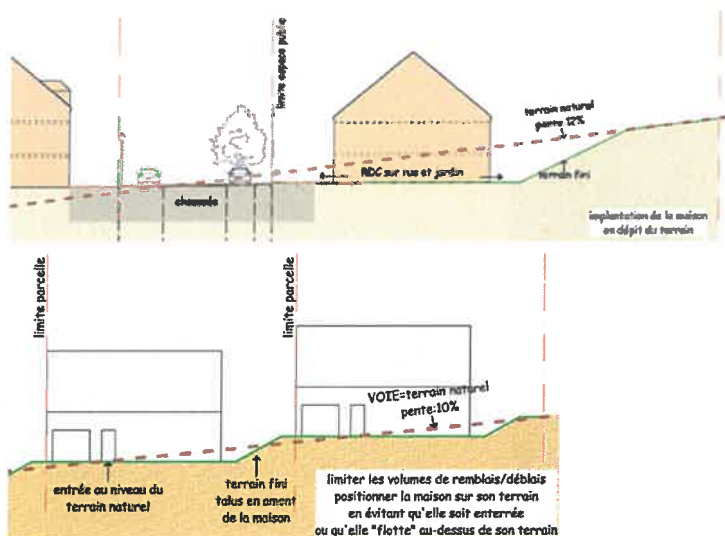 limite espace public
terrain naturel
pente 12%
RDC sur rue et jardin
terrain fini
chaussée
implantation de la maison
en dépit du terrain
limite parcelle
limite parcelle
VOIE=terrain naturel
pente:10%
entrée au niveau du
terrain naturel
terrain fini
talus en amont
de la maison
limiter les volumes de remblais/déblais
positionner la maison sur son terrain
en évitant qu'elle soit enterrée
ou qu'elle "flotte" au-dessus de son terrain